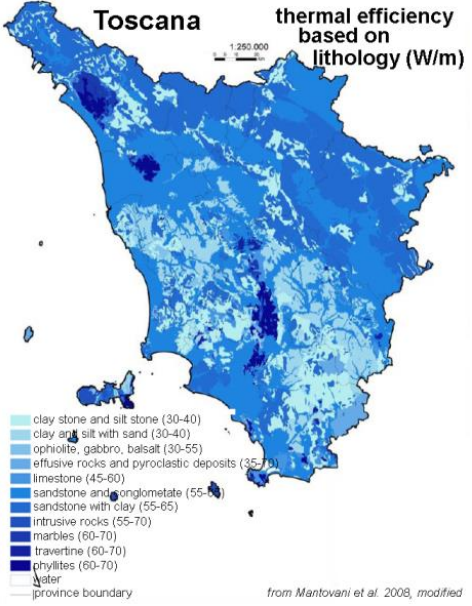 Toscana
thermal efficiency
based on
lithology (W/m)
1:250.000
clay stone and silt stone (30-40)
clay and silt with sand (30-40)
ophiolite, gabbro, balsalt (30-55)
effusive rocks and pyroclastic deposits (35-70)
limestone (45-60)
sandstone and conglometate (55-65)
sandstone with clay (55-65)
intrusive rocks (55-70)
marbles (60-70)
travertine (60-70)
phyllites (60-70)
water
province boundary
from Mantovani et al. 2008, modified